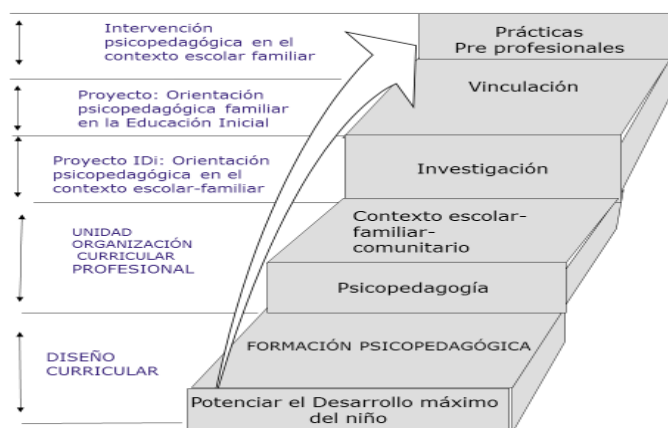 Intervención
psicopedagógica en el
contexto escolar familiar
Prácticas
Pre profesionales
Proyecto: Orientación
psicopedagógica familiar
en la Educación Inicial
Vinculación
Proyecto IDi: Orientación
psicopedagógica en el
contexto escolar-familiar
Investigación
UNIDAD
ORGANIZACIÓN
CURRICULAR
PROFESIONAL
Contexto escolar-
familiar-
comunitario
Psicopedagogía
DISEÑO
CURRICULAR
FORMACIÓN PSICOPEDAGÓGICA
Potenciar el Desarrollo máximo
del niño